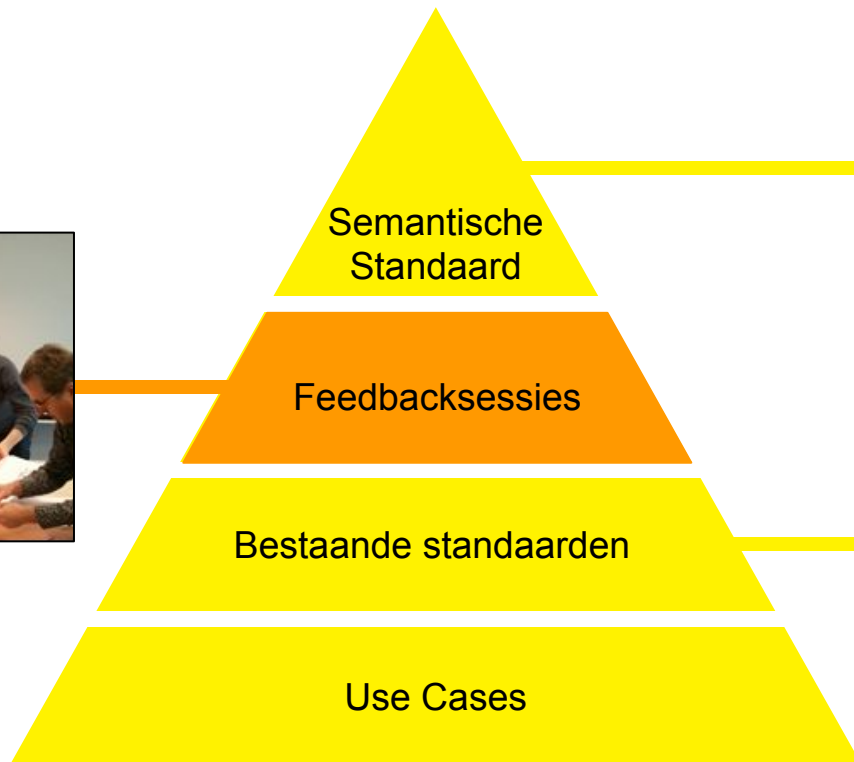 Semantische
Standaard
Feedbacksessies
Bestaande standaarden
Use Cases